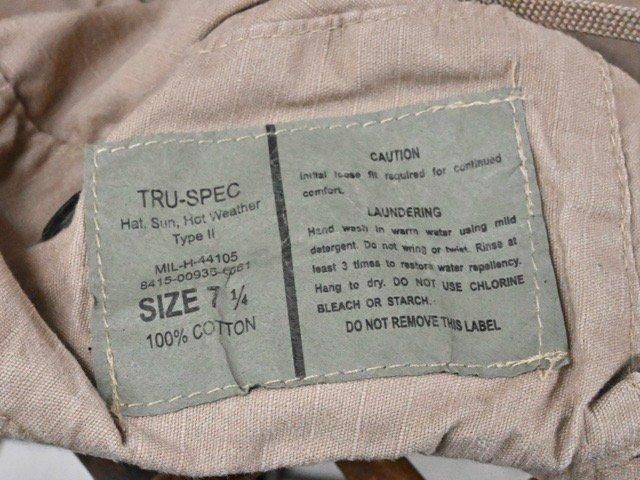 TRU-SPEC
Hat, Sun, Hot Weather
Type II
MIL-H-44105
SIZE 7 1/4
100% COTTON
CAUTION
Initial loose fit required for continued
comfort.
LAUNDERING
Hand wash in warm water using mild
detergent. Do not wring or twist. Rinse at
least 3 times to restore water repellency.
Hang to dry. DO NOT USE CHLORINE
BLEACH OR STARCH.
DO NOT REMOVE THIS LABEL